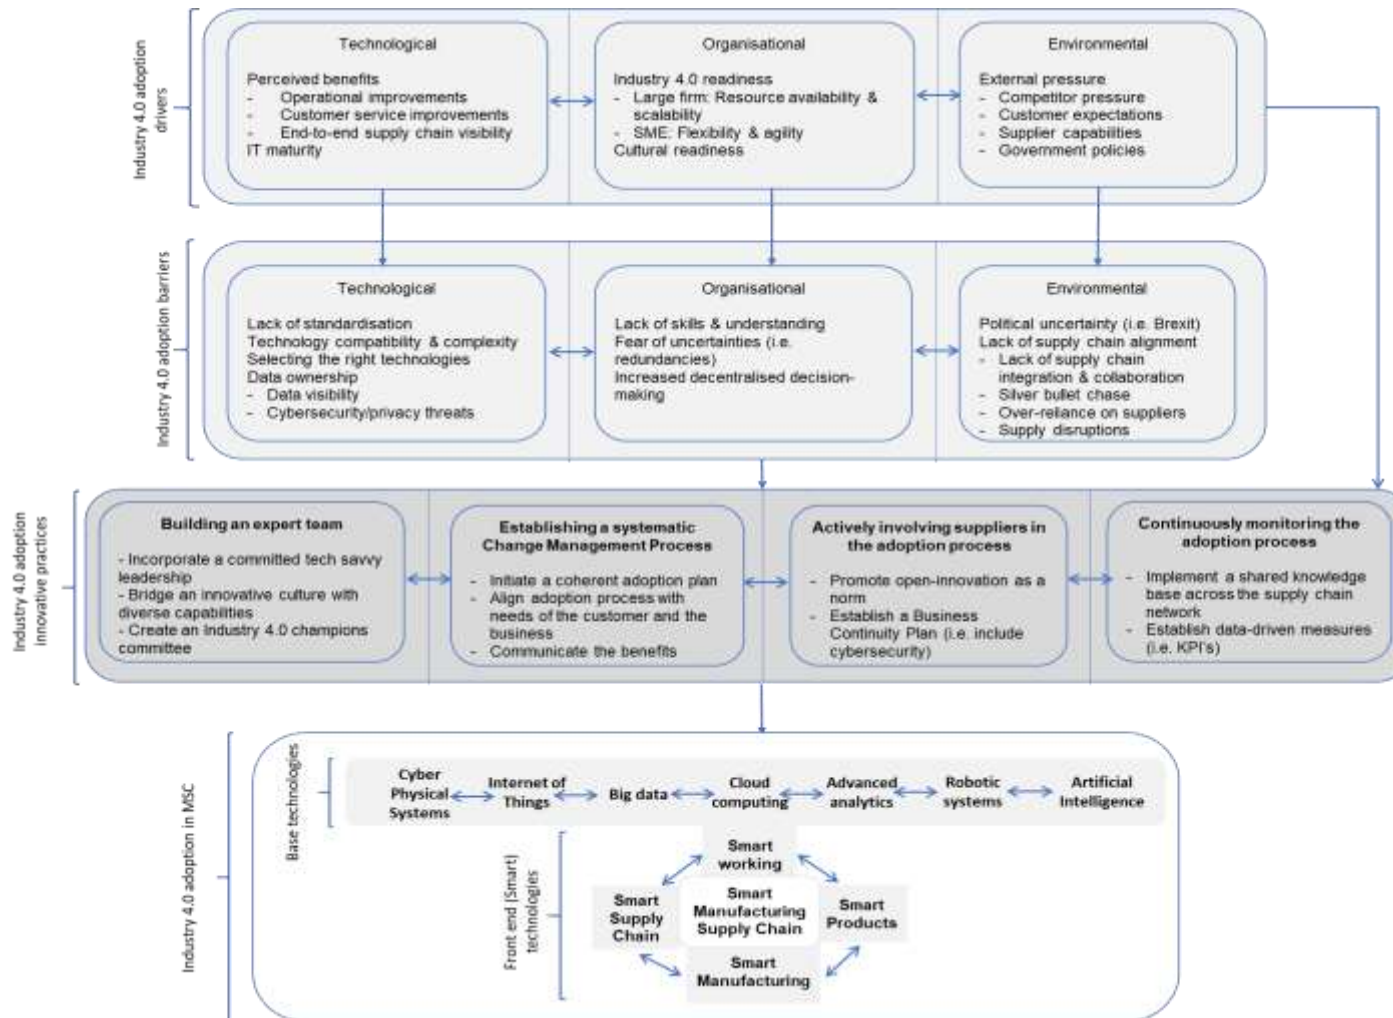 Industry 4.0 adoption
drivers
Technological
Perceived benefits
- Operational improvements
- Customer service improvements
- End-to-end supply chain visibility
IT maturity
Organisational
Industry 4.0 readiness
- Large firm: Resource availability &
scalability
- SME: Flexibility & agility
Cultural readiness
Environmental
External pressure
- Competitor pressure
- Customer expectations
- Supplier capabilities
- Government policies
Industry 4.0 adoption barriers
Technological
Lack of standardisation
Technology compatibility & complexity
Selecting the right technologies
Data ownership
- Data visibility
- Cybersecurity/privacy threats
Organisational
Lack of skills & understanding
Fear of uncertainties (i.e.
redundancies)
Increased decentralised decision-
making
Environmental
Political uncertainty (i.e. Brexit)
Lack of supply chain alignment
- Lack of supply chain
integration & collaboration
- Silver bullet chase
- Over-reliance on suppliers
- Supply disruptions
Industry 4.0 adoption
innovative practices
Building an expert team
- Incorporate a committed tech savvy
leadership
- Bridge an innovative culture with
diverse capabilities
- Create an Industry 4.0 champions
committee
Establishing a systematic
Change Management Process
- Initiate a coherent adoption plan
- Align adoption process with
needs of the customer and the
business
- Communicate the benefits
Actively involving suppliers in
the adoption process
- Promote open-innovation as a
norm
- Establish a Business
Continuity Plan (i.e. include
cybersecurity)
Continuously monitoring the
adoption process
- Implement a shared knowledge
base across the supply chain
network
- Establish data-driven measures
(i.e. KPI's)
Industry 4.0 adoption in MSC
Base technologies
Cyber
Physical
Systems
Internet of
Things
Big data
Cloud
computing
Advanced
analytics
Robotic
systems
Artificial
Intelligence
Front end (Smart)
technologies
Smart
working
Smart
Supply
Chain
Smart
Manufacturing
Supply Chain
Smart
Products
Smart
Manufacturing